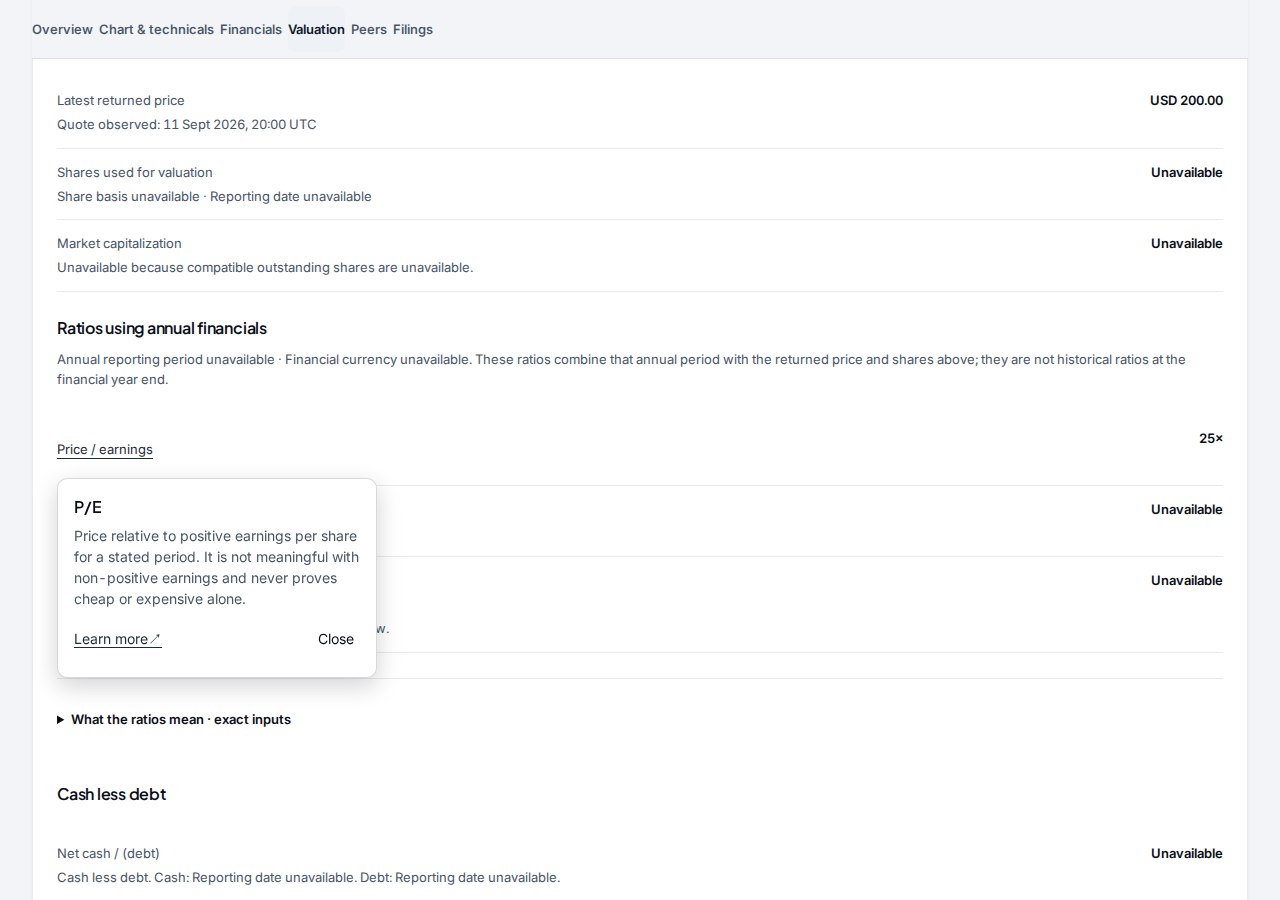 Overview Chart & technicals Financials Valuation Peers Filings
Latest returned price USD 200.00
Quote observed: 11 Sept 2026, 20:00 UTC
Shares used for valuation Unavailable
Share basis unavailable · Reporting date unavailable
Market capitalization Unavailable
Unavailable because compatible outstanding shares are unavailable.
Ratios using annual financials
Annual reporting period unavailable · Financial currency unavailable. These ratios combine that annual period with the returned price and shares above; they are not historical ratios at the
financial year end.
Price / earnings 25×
P/E
Unavailable
Price relative to positive earnings per share
for a stated period. It is not meaningful with
non-positive earnings and never proves
Unavailable
cheap or expensive alone.
Learn more↗ Close w.
▶ What the ratios mean · exact inputs
Cash less debt
Net cash / (debt) Unavailable
Cash less debt. Cash: Reporting date unavailable. Debt: Reporting date unavailable.